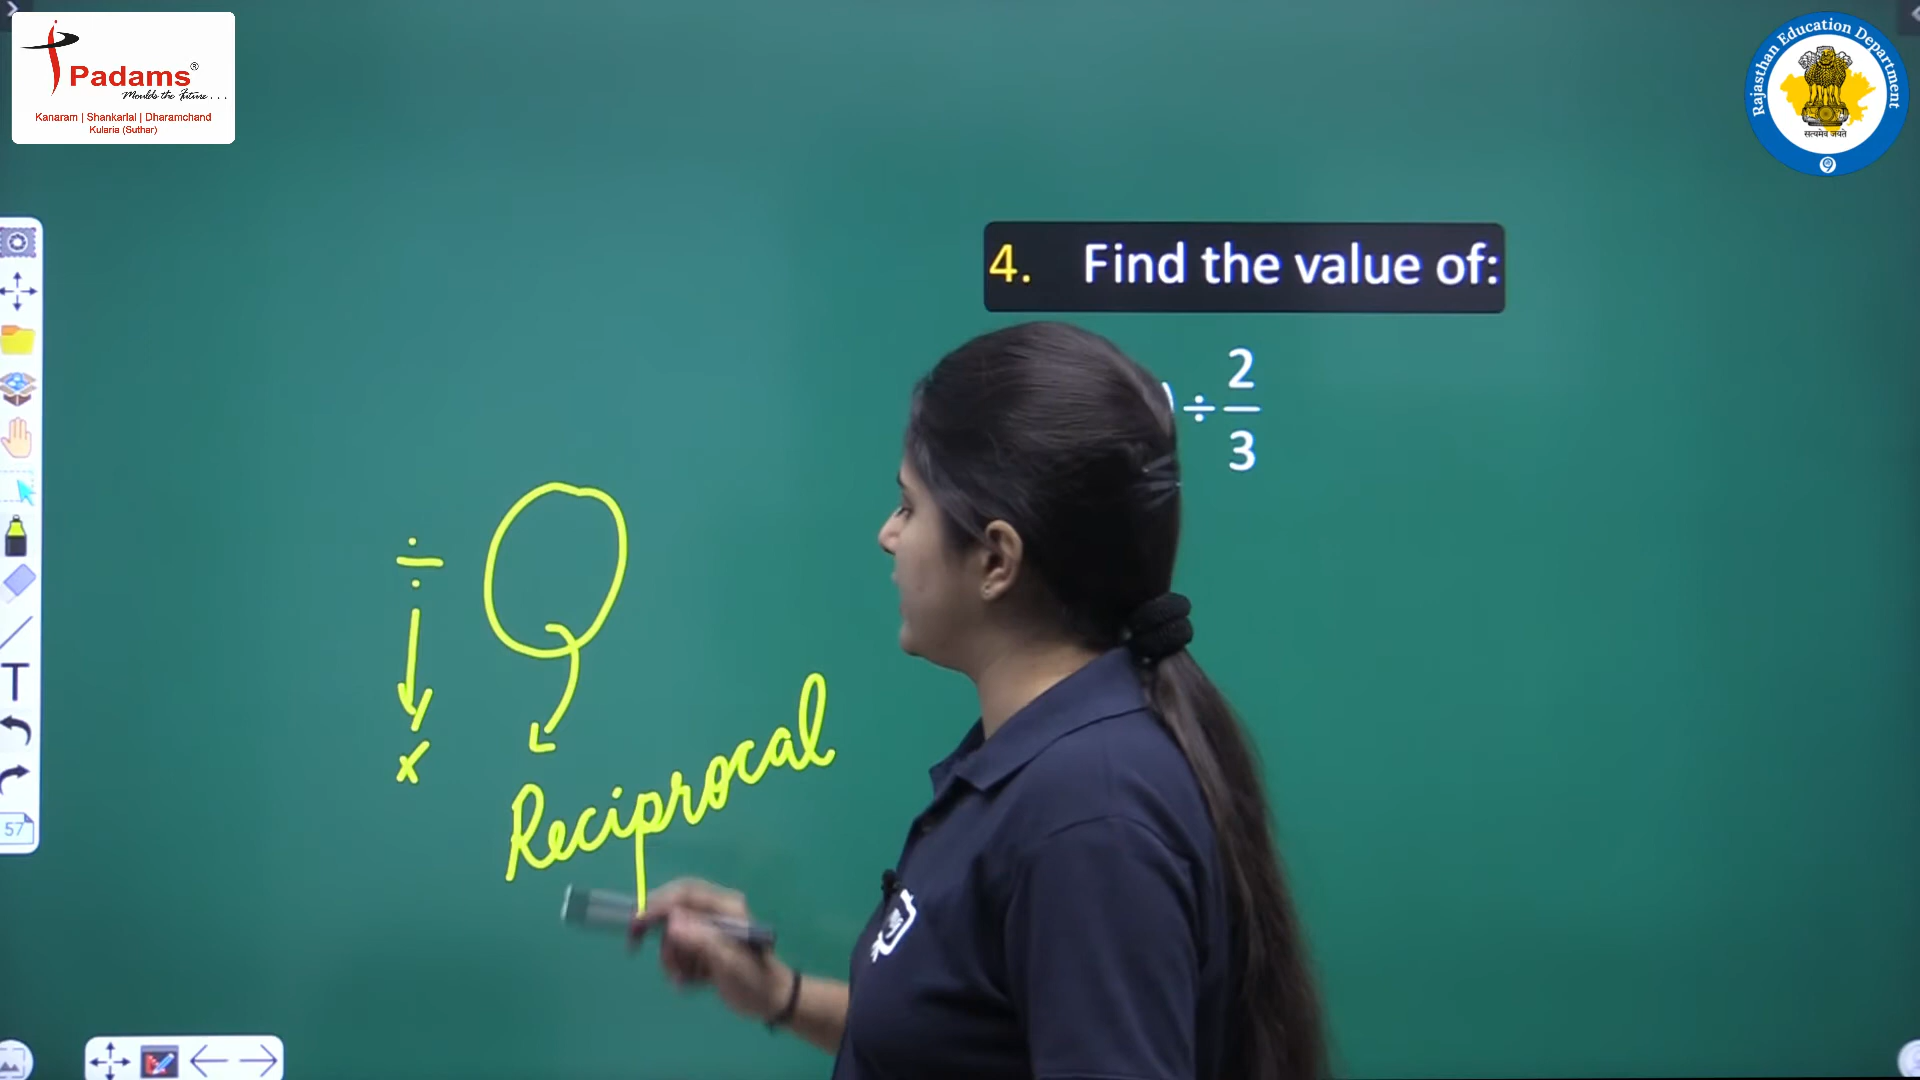 Padams®
Moulds the Future...
Kanaram | Shankarlal | Dharamchand
Kularia (Suthar)
Rajasthan Education Department
सत्यमेव जयते
4. Find the value of:
) ÷ 2/3
÷
×
Reciprocal
T
57